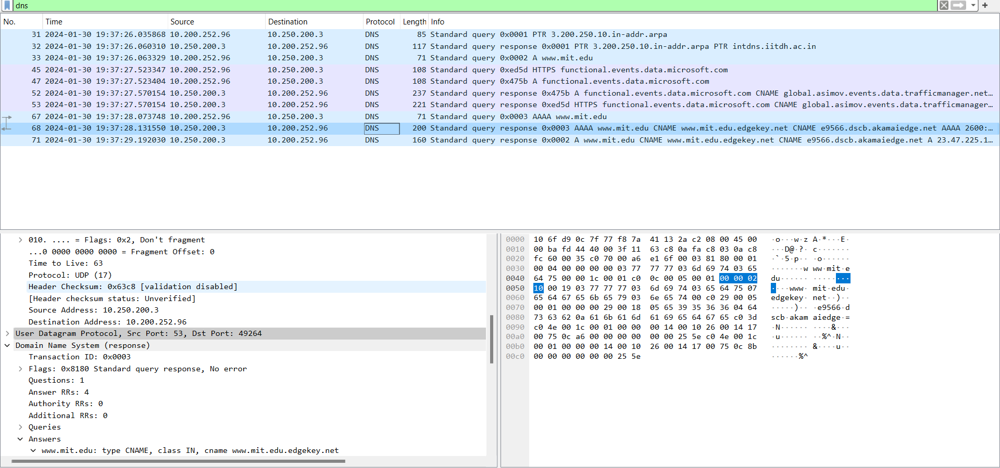 dns
No. Time Source Destination Protocol Length Info
31 2024-01-30 19:37:26.035868 10.200.252.96 10.250.200.3 DNS 85 Standard query 0x0001 PTR 3.200.250.10.in-addr.arpa
32 2024-01-30 19:37:26.060310 10.250.200.3 10.200.252.96 DNS 117 Standard query response 0x0001 PTR 3.200.250.10.in-addr.arpa PTR intdns.iitdh.ac.in
33 2024-01-30 19:37:26.063329 10.200.252.96 10.250.200.3 DNS 71 Standard query 0x0002 A www.mit.edu
45 2024-01-30 19:37:27.523347 10.200.252.96 10.250.200.3 DNS 108 Standard query 0xed5d HTTPS functional.events.data.microsoft.com
47 2024-01-30 19:37:27.523404 10.200.252.96 10.250.200.3 DNS 108 Standard query 0x475b A functional.events.data.microsoft.com
52 2024-01-30 19:37:27.570154 10.250.200.3 10.200.252.96 DNS 237 Standard query response 0x475b A functional.events.data.microsoft.com CNAME global.asimov.events.data.trafficmanager.net…
53 2024-01-30 19:37:27.570154 10.250.200.3 10.200.252.96 DNS 221 Standard query response 0xed5d HTTPS functional.events.data.microsoft.com CNAME global.asimov.events.data.trafficmanager…
67 2024-01-30 19:37:28.073748 10.200.252.96 10.250.200.3 DNS 71 Standard query 0x0003 AAAA www.mit.edu
68 2024-01-30 19:37:28.131550 10.250.200.3 10.200.252.96 DNS 200 Standard query response 0x0003 AAAA www.mit.edu CNAME www.mit.edu.edgekey.net CNAME e9566.dscb.akamaiedge.net AAAA 2600:…
71 2024-01-30 19:37:29.192030 10.250.200.3 10.200.252.96 DNS 160 Standard query response 0x0002 A www.mit.edu CNAME www.mit.edu.edgekey.net CNAME e9566.dscb.akamaiedge.net A 23.47.225.1…
010. .... = Flags: 0x2, Don't fragment
...0 0000 0000 0000 = Fragment Offset: 0
Time to Live: 63
Protocol: UDP (17)
Header Checksum: 0x63c8 [validation disabled]
[Header checksum status: Unverified]
Source Address: 10.250.200.3
Destination Address: 10.200.252.96
User Datagram Protocol, Src Port: 53, Dst Port: 49264
Domain Name System (response)
Transaction ID: 0x0003
Flags: 0x8180 Standard query response, No error
Questions: 1
Answer RRs: 4
Authority RRs: 0
Additional RRs: 0
Queries
Answers
www.mit.edu: type CNAME, class IN, cname www.mit.edu.edgekey.net
0000 10 6f d9 0c 7f 77 f8 7a 41 13 2a c2 08 00 45 00 ·o···w·z A·*···E·
0010 00 ba fd 44 40 00 3f 11 63 c8 0a fa c8 03 0a c8 ···D@·?· c·······
0020 fc 60 00 35 c0 70 00 a6 e1 6f 00 03 81 80 00 01 ·`·5·p·· ·o······
0030 00 04 00 00 00 00 03 77 77 77 03 6d 69 74 03 65 ·······w ww·mit·e
0040 64 75 00 00 1c 00 01 c0 0c 00 05 00 01 00 00 02 du······ ········
0050 10 00 19 03 77 77 77 03 6d 69 74 03 65 64 75 07 ····www· mit·edu·
0060 65 64 67 65 6b 65 79 03 6e 65 74 00 c0 29 00 05 edgekey· net··)··
0070 00 01 00 00 00 29 00 18 05 65 39 35 36 36 04 64 ·····)·· ·e9566·d
0080 73 63 62 0a 61 6b 61 6d 61 69 65 64 67 65 c0 3d scb·akam aiedge·=
0090 c0 4e 00 1c 00 01 00 00 00 14 00 10 26 00 14 17 ·N······ ····&···
00a0 00 75 0c a6 00 00 00 00 00 00 25 5e c0 4e 00 1c ·u······ ··%^·N··
00b0 00 01 00 00 00 14 00 10 26 00 14 17 00 75 0c 8b ········ &····u··
00c0 00 00 00 00 00 00 25 5e ······%^